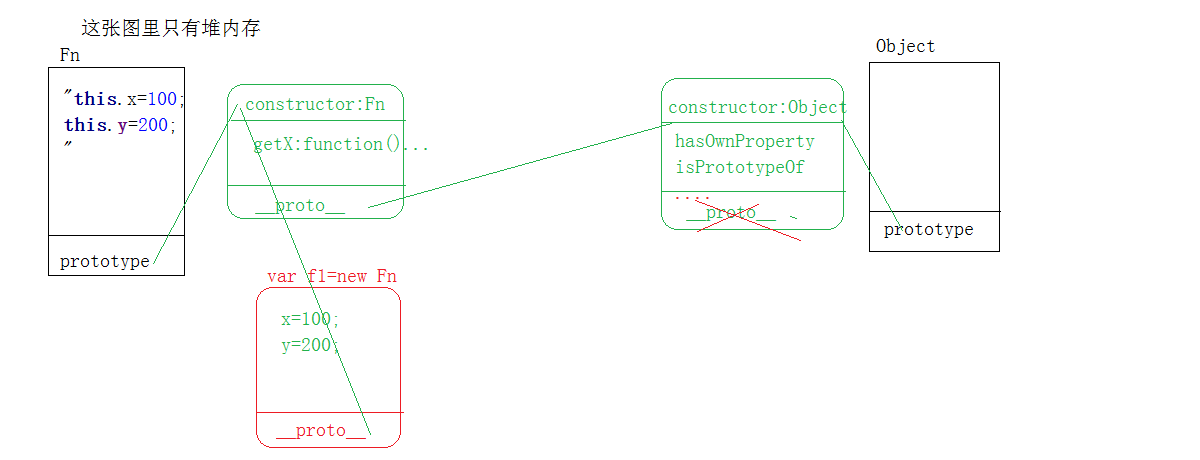 这张图里只有堆内存
Fn
"this.x=100;
this.y=200;
"
prototype
constructor:Fn
getX:function()...
__proto__
var f1=new Fn
x=100;
y=200;
__proto__
constructor:Object
hasOwnProperty
isPrototypeOf
....
__proto__
Object
prototype